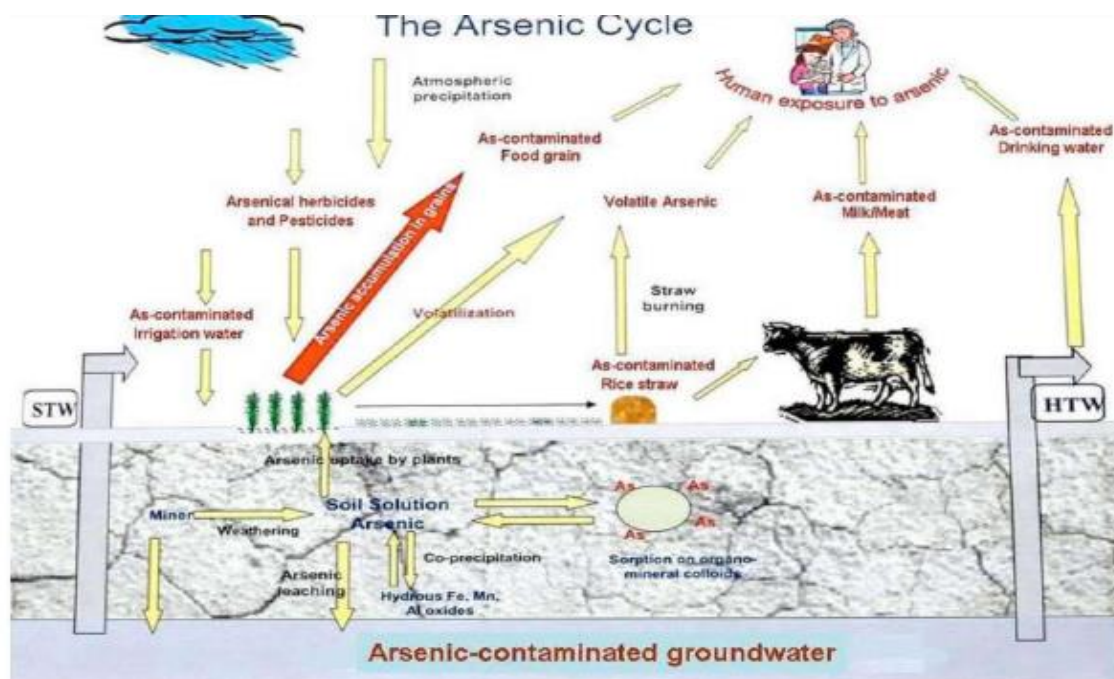 The Arsenic Cycle
Atmospheric
precipitation
Human exposure to arsenic
As-contaminated
Food grain
As-contaminated
Drinking water
Arsenical herbicides
and Pesticides
Arsenic accumulation in grains
Volatile Arsenic
As-contaminated
Milk/Meat
As-contaminated
Irrigation water
Volatilization
Straw
burning
As-contaminated
Rice straw
STW
HTW
Arsenic uptake by plants
Miner
Weathering
Soil Solution
Arsenic
As
As
As
As
Co-precipitation
Sorption on organo-
mineral colloids
Arsenic
leaching
Hydrous Fe, Mn,
Al oxides
Arsenic-contaminated groundwater